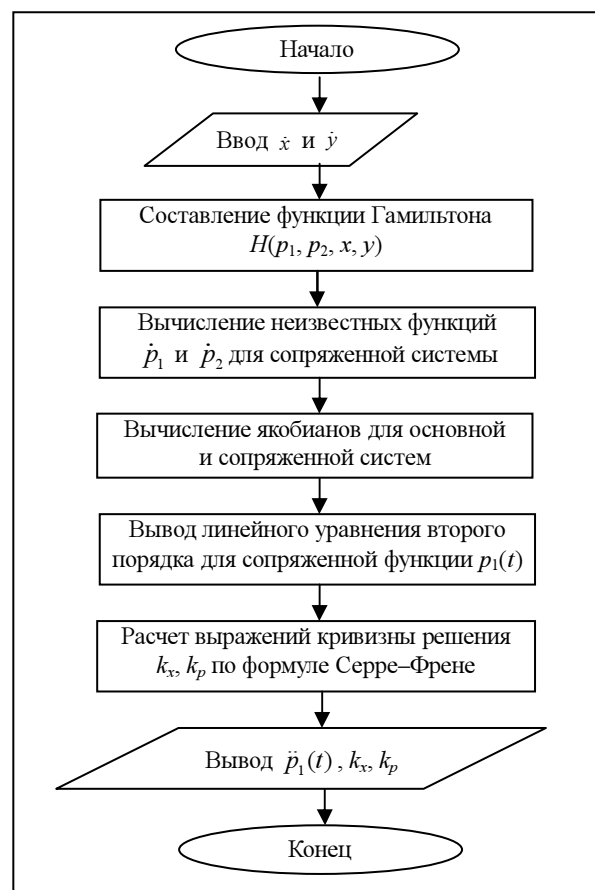 Начало
Ввод ẋ и ẏ
Составление функции Гамильтона
H(p₁, p₂, x, y)
Вычисление неизвестных функций
ṗ₁ и ṗ₂ для сопряженной системы
Вычисление якобианов для основной
и сопряженной систем
Вывод линейного уравнения второго
порядка для сопряженной функции p₁(t)
Расчет выражений кривизны решения
kₓ, kₚ по формуле Серре–Френе
Вывод p̈₁(t) , kₓ, kₚ
Конец